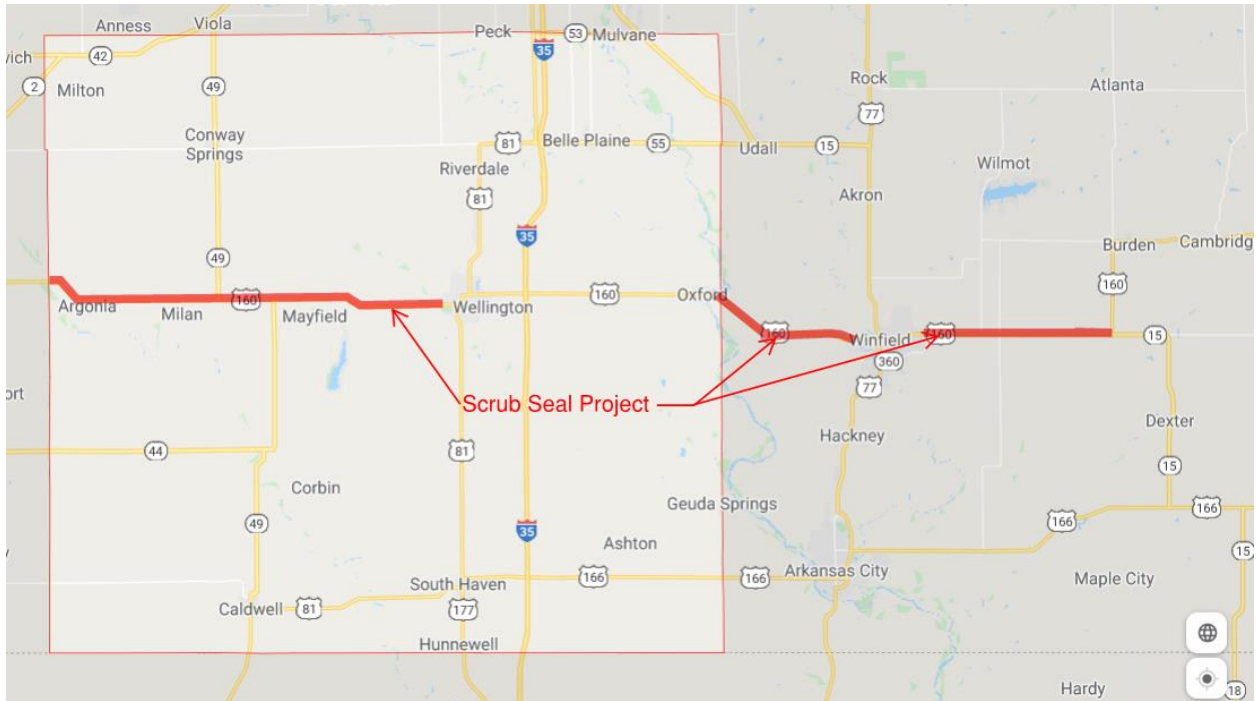 Anness
Viola
Peck
53
Mulvane
vich
42
35
Rock
2
Milton
49
Atlanta
77
Conway
Springs
81
Belle Plaine
55
Udall
15
Riverdale
Wilmot
81
Akron
35
49
Burden
Cambridg
160
Argonia
Milan
160
Mayfield
Wellington
160
Oxford
160
Winfield
160
15
360
ort
77
Scrub Seal Project
Hackney
Dexter
44
81
15
Corbin
Geuda Springs
49
35
166
166
Ashton
15
South Haven
166
166
Arkansas City
Maple City
Caldwell
81
177
Hunnewell
Hardy
18